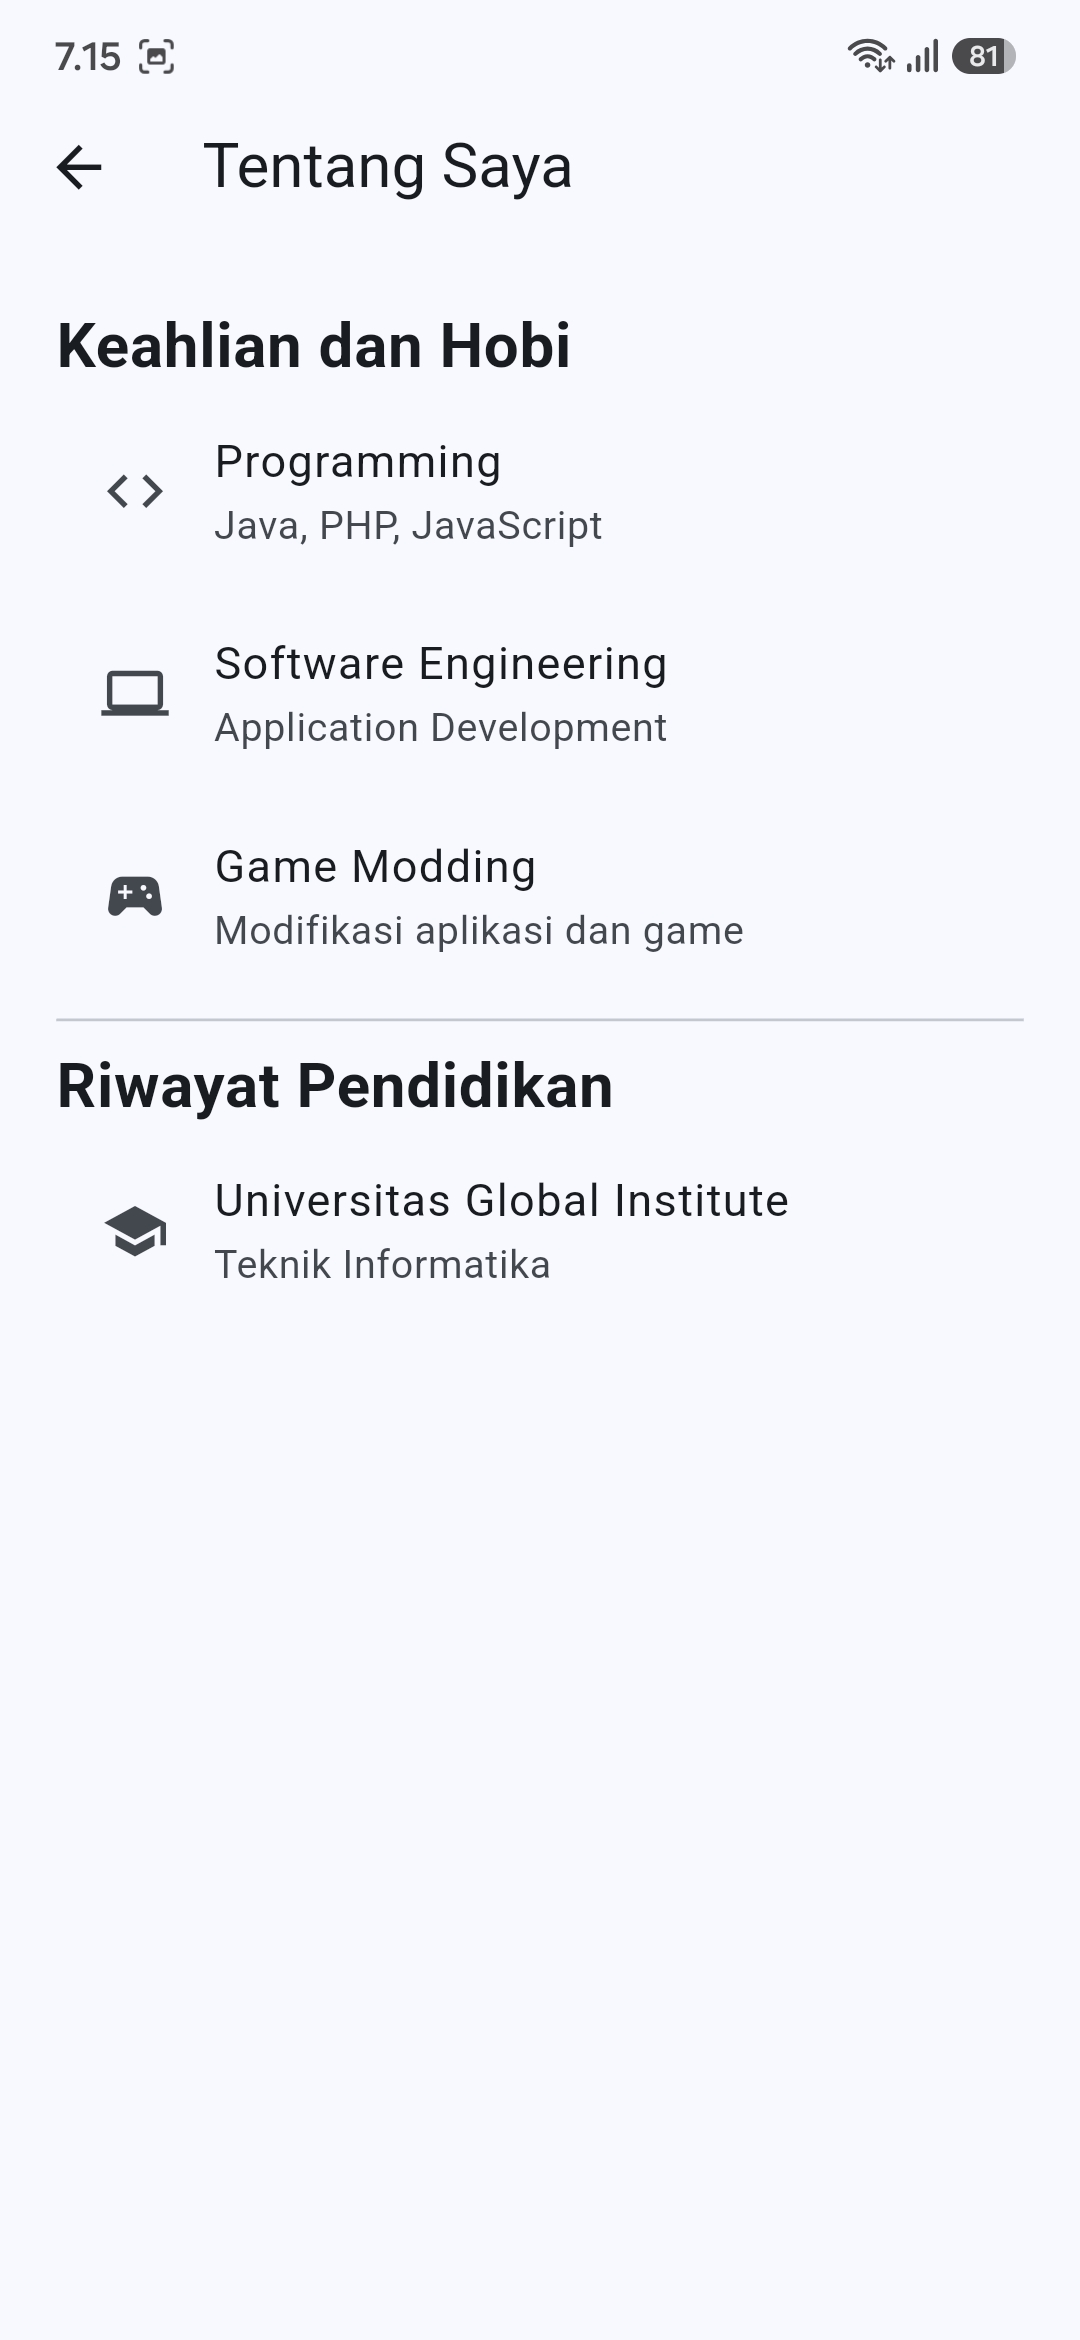 7.15
81
Tentang Saya
Keahlian dan Hobi
Programming
Java, PHP, JavaScript
Software Engineering
Application Development
Game Modding
Modifikasi aplikasi dan game
Riwayat Pendidikan
Universitas Global Institute
Teknik Informatika